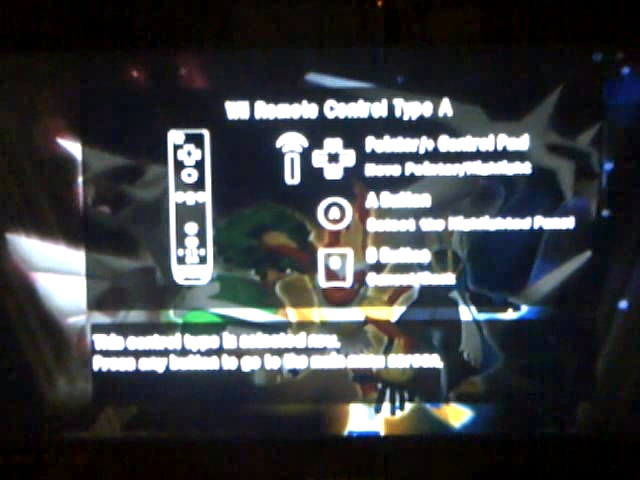 Wii Remote Control Type A
Pointer/+ Control Pad
Move Pointer/Highlight
A Button
Select the Highlighted Panel
B Button
Cancel/Back
This control type is selected now.
Press any button to go to the main menu screen.